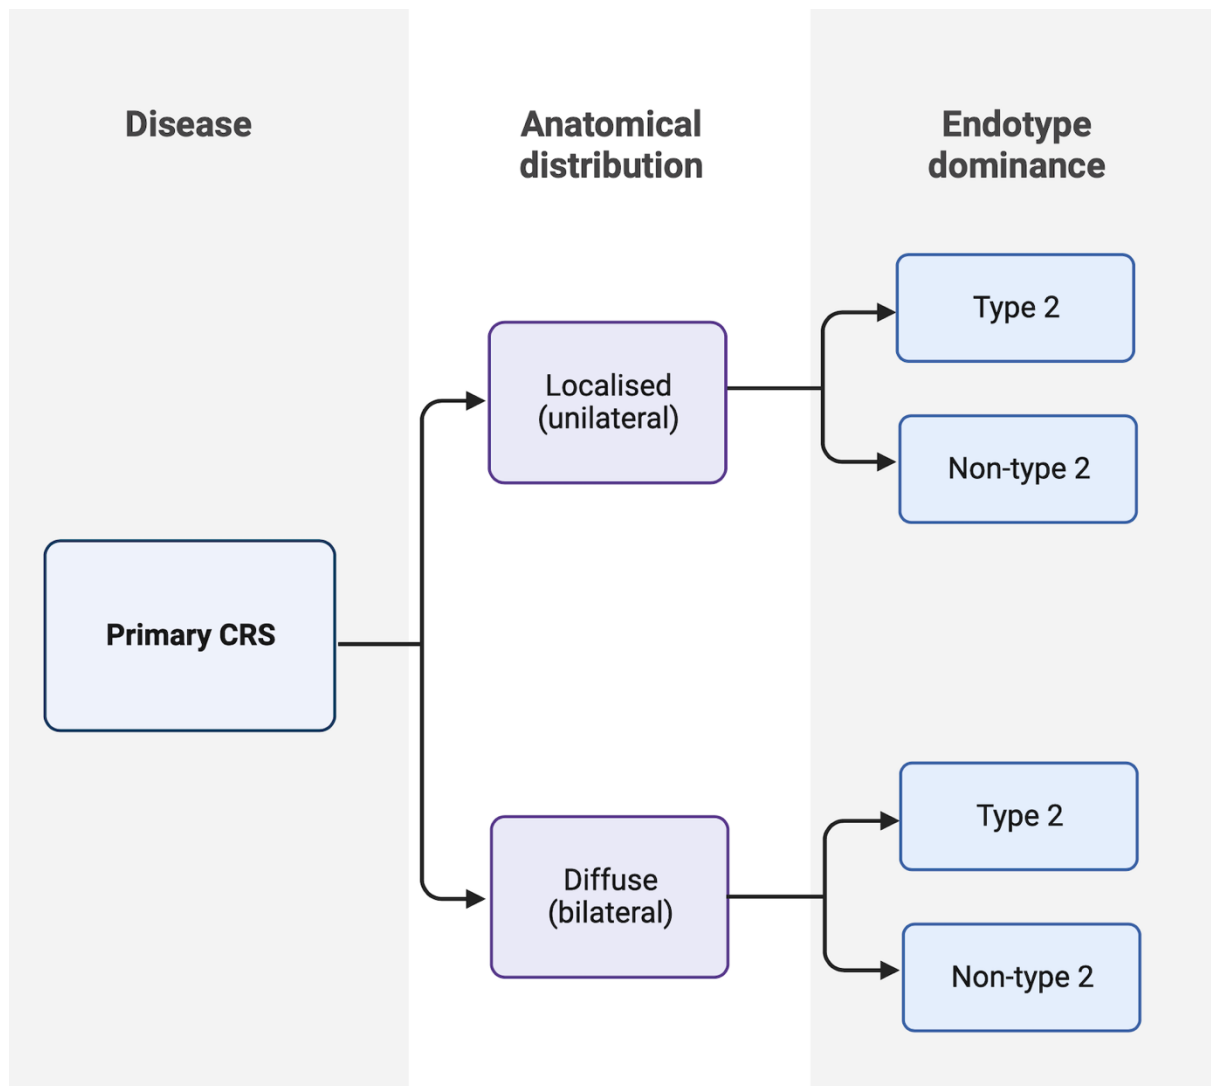 Disease
Anatomical
distribution
Endotype
dominance
Type 2
Localised
(unilateral)
Non-type 2
Primary CRS
Type 2
Diffuse
(bilateral)
Non-type 2